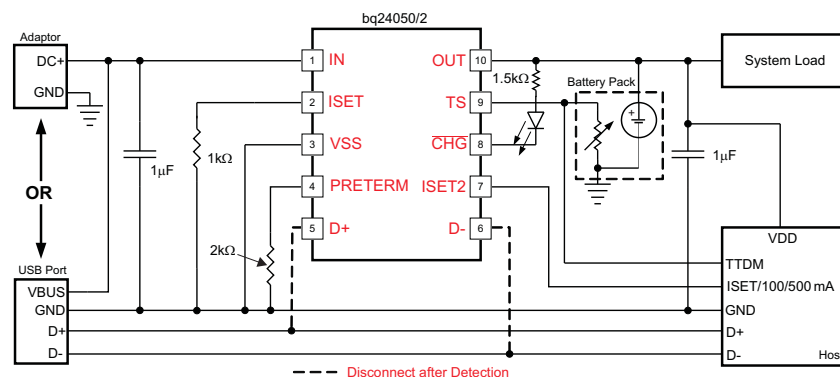 bq24050/2
Adaptor
DC+
GND
OR
USB Port
VBUS
GND
D+
D-
1μF
1kΩ
2kΩ
1 IN
2 ISET
3 VSS
4 PRETERM
5 D+
OUT 10
TS 9
CHG 8
ISET2 7
D- 6
1.5kΩ
Battery Pack
+
1μF
System Load
VDD
TTDM
ISET/100/500 mA
GND
D+
D-
Hos
Disconnect after Detection